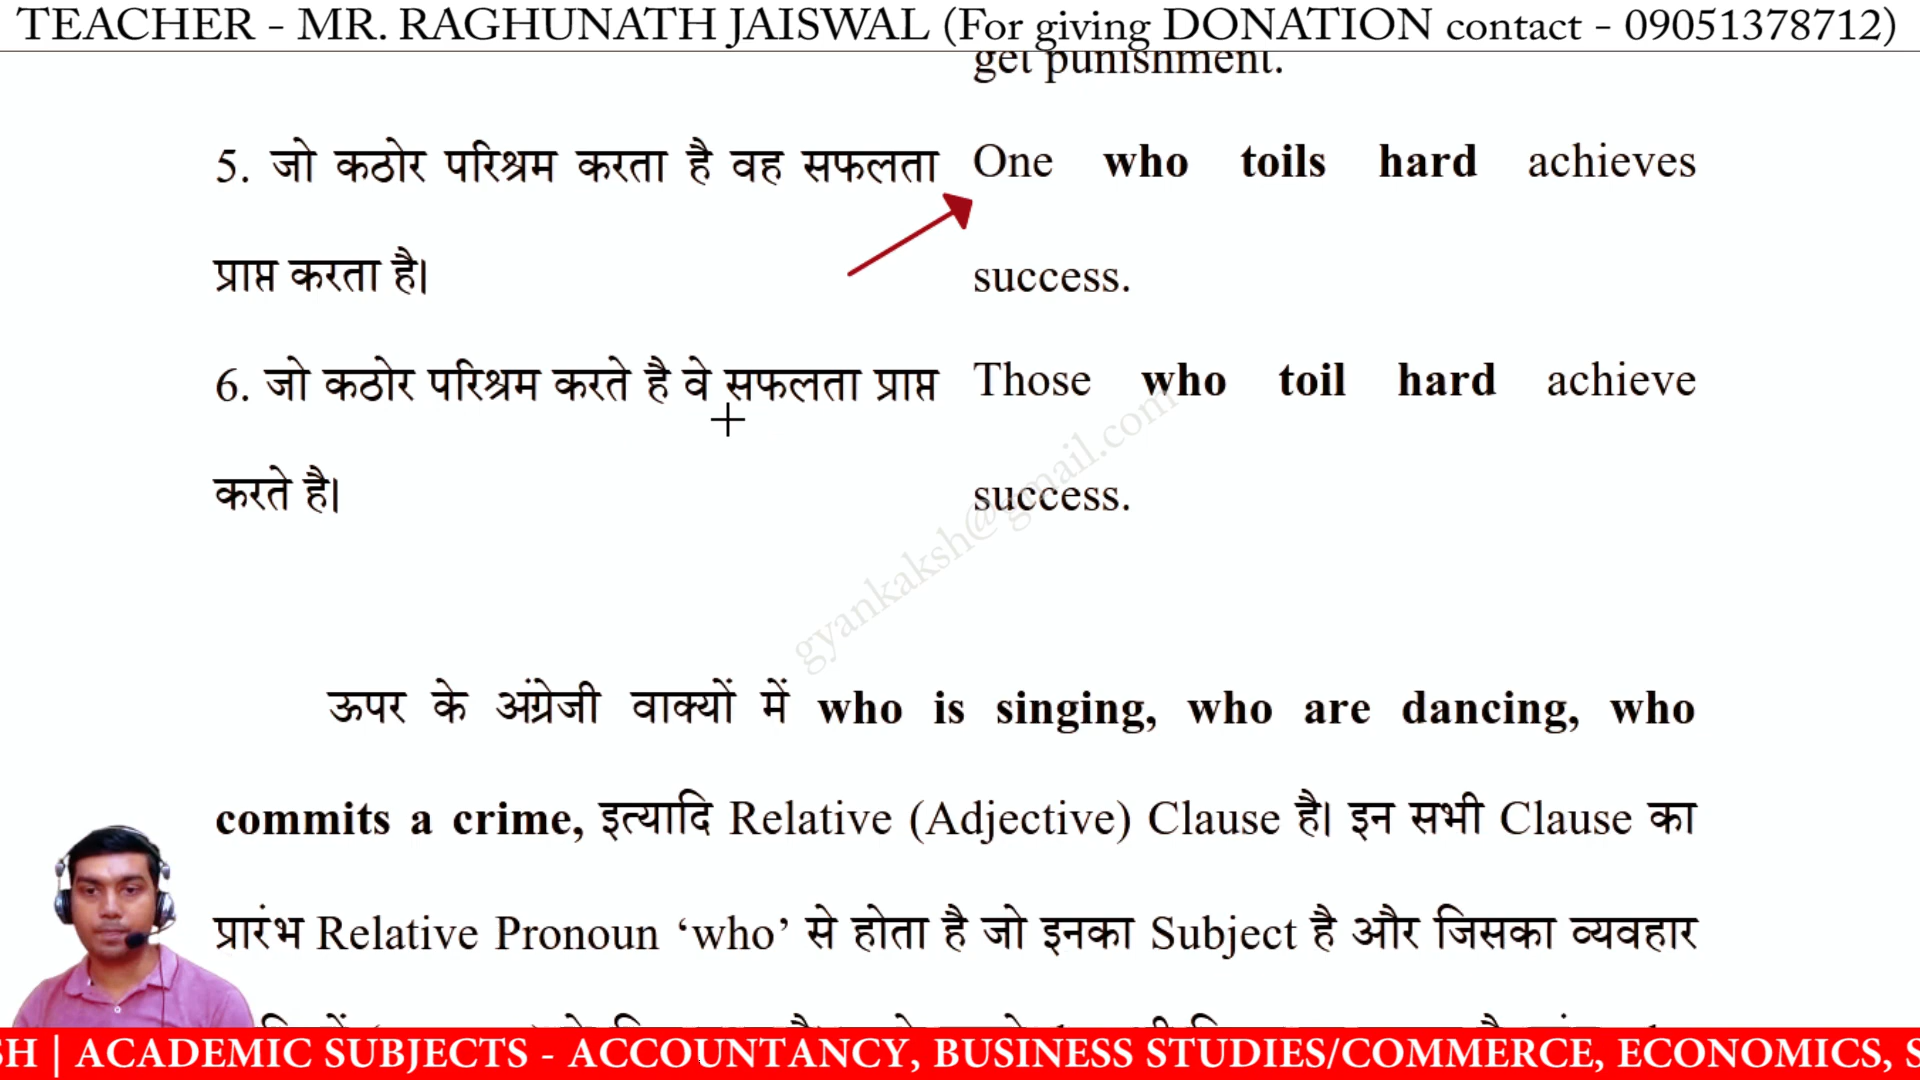 TEACHER - MR. RAGHUNATH JAISWAL (For giving DONATION contact - 09051378712)
get punishment.
5. जो कठोर परिश्रम करता है वह सफलता
प्राप्त करता है।
One who toils hard achieves
success.
6. जो कठोर परिश्रम करते है वे सफलता प्राप्त
करते है।
Those who toil hard achieve
success.
gyankaksh@gmail.com
ऊपर के अंग्रेजी वाक्यों में who is singing, who are dancing, who
commits a crime, इत्यादि Relative (Adjective) Clause है। इन सभी Clause का
प्रारंभ Relative Pronoun ‘who’ से होता है जो इनका Subject है और जिसका व्यवहार
| ACADEMIC SUBJECTS - ACCOUNTANCY, BUSINESS STUDIES/COMMERCE, ECONOMICS,